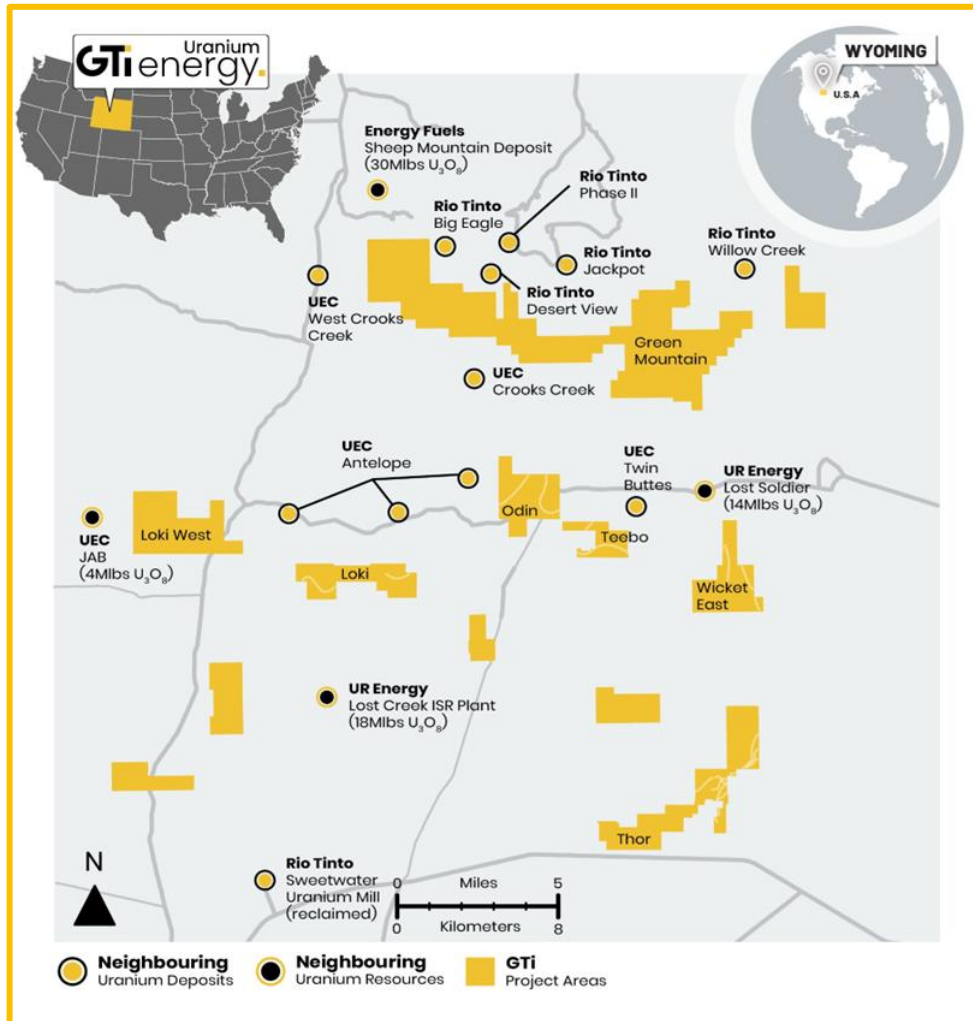 Uranium
GTi energy.
WYOMING
U.S.A
Energy Fuels
Sheep Mountain Deposit
(30Mlbs U₃O₈)
Rio Tinto
Phase II
Rio Tinto
Big Eagle
Rio Tinto
Jackpot
Rio Tinto
Willow Creek
Rio Tinto
Desert View
UEC
West Crooks
Creek
Green
Mountain
UEC
Crooks Creek
UEC
Antelope
UEC
Twin
Buttes
UR Energy
Lost Soldier
(14Mlbs U₃O₈)
Odin
Loki West
Teebo
UEC
JAB
(4Mlbs U₃O₈)
Loki
Wicket
East
UR Energy
Lost Creek ISR Plant
(18Mlbs U₃O₈)
Thor
N
Rio Tinto
Sweetwater
Uranium Mill
(reclaimed)
0 Miles 5
Kilometers
0 8
Neighbouring
Uranium Deposits
Neighbouring
Uranium Resources
GTi
Project Areas